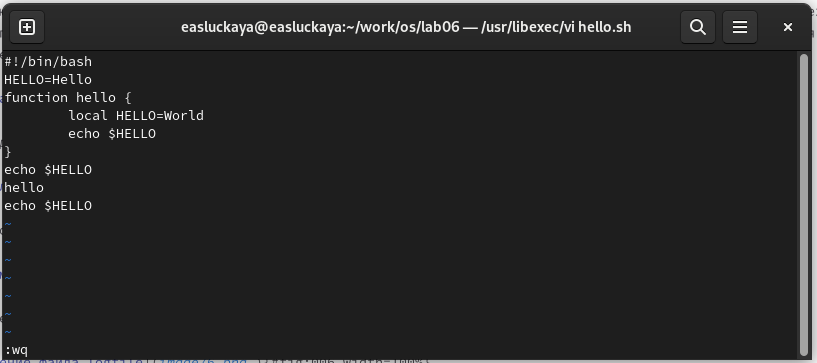 easluckaya@easluckaya:~/work/os/lab06 — /usr/libexec/vi hello.sh
#!/bin/bash
HELLO=Hello
function hello {
        local HELLO=World
        echo $HELLO
}
echo $HELLO
hello
echo $HELLO
~
~
~
~
~
~
~
:wq